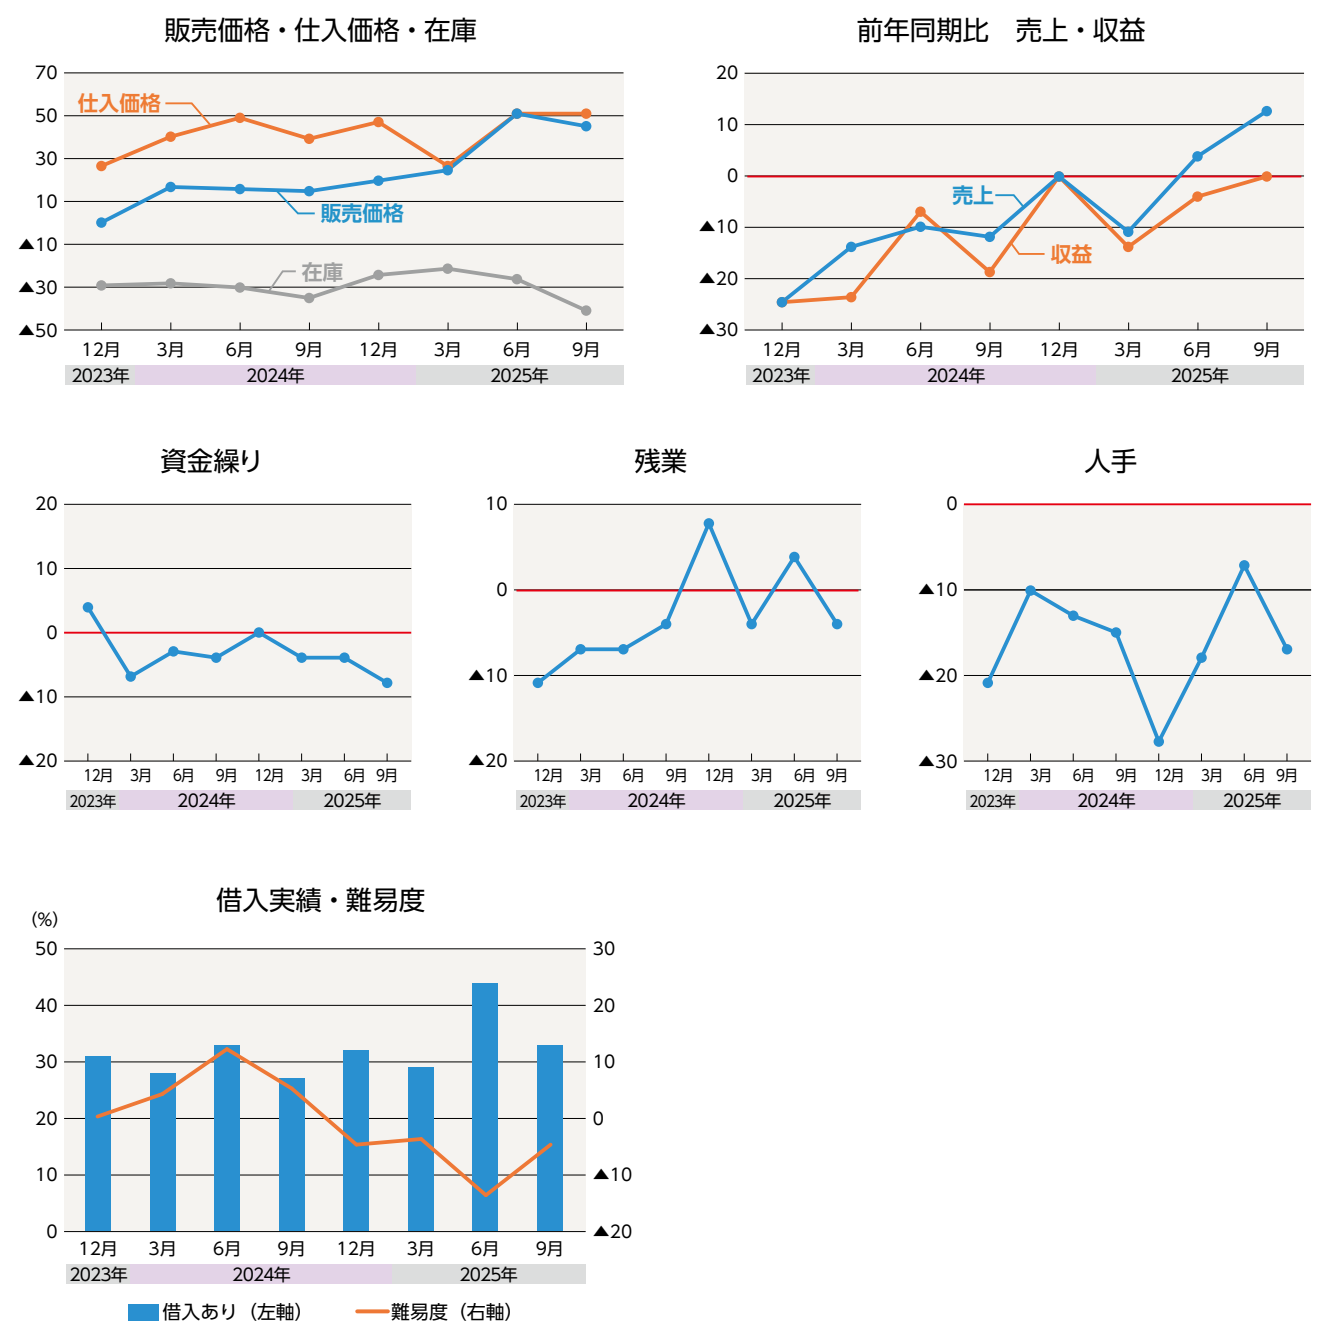 販売価格・仕入価格・在庫
70
50
30
10
▲10
▲30
▲50
仕入価格
販売価格
在庫
12月 3月 6月 9月 12月 3月 6月 9月
2023年 2024年 2025年
前年同期比　売上・収益
20
10
0
▲10
▲20
▲30
売上
収益
12月 3月 6月 9月 12月 3月 6月 9月
2023年 2024年 2025年
資金繰り
20
10
0
▲10
▲20
12月 3月 6月 9月 12月 3月 6月 9月
2023年 2024年 2025年
残業
10
0
▲10
▲20
12月 3月 6月 9月 12月 3月 6月 9月
2023年 2024年 2025年
人手
0
▲10
▲20
▲30
12月 3月 6月 9月 12月 3月 6月 9月
2023年 2024年 2025年
借入実績・難易度
(%)
50 30
40 20
30 10
20 0
10 ▲10
0 ▲20
12月 3月 6月 9月 12月 3月 6月 9月
2023年 2024年 2025年
借入あり（左軸） 難易度（右軸）